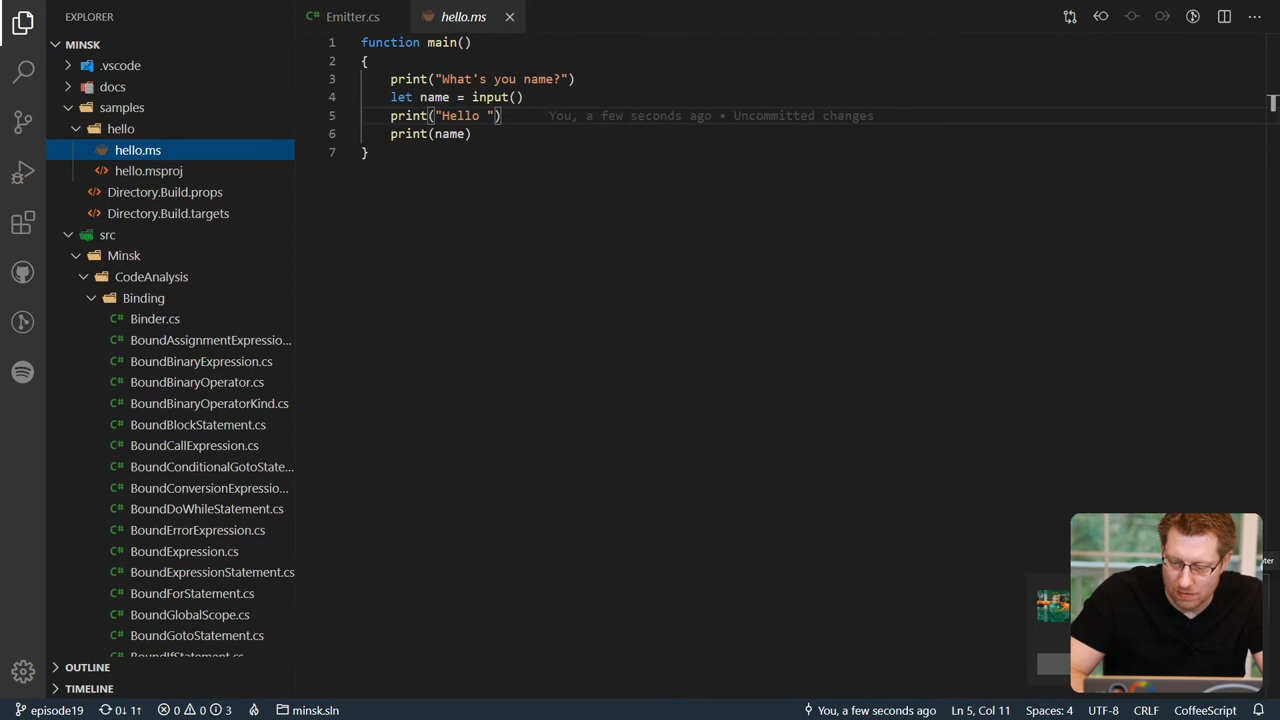 EXPLORER
Emitter.cs
hello.ms
MINSK
.vscode
docs
samples
hello
hello.ms
hello.msproj
Directory.Build.props
Directory.Build.targets
src
Minsk
CodeAnalysis
Binding
Binder.cs
BoundAssignmentExpressio...
BoundBinaryExpression.cs
BoundBinaryOperator.cs
BoundBinaryOperatorKind.cs
BoundBlockStatement.cs
BoundCallExpression.cs
BoundConditionalGotoState...
BoundConversionExpressio...
BoundDoWhileStatement.cs
BoundErrorExpression.cs
BoundExpression.cs
BoundExpressionStatement.cs
BoundForStatement.cs
BoundGlobalScope.cs
BoundGotoStatement.cs
BoundIfStatement.cs
OUTLINE
TIMELINE
1 function main()
2 {
3 print("What's you name?")
4 let name = input()
5 print("Hello ") You, a few seconds ago • Uncommitted changes
6 print(name)
7 }
episode19 0↓ 1↑ 0 0 3 minsk.sln
You, a few seconds ago Ln 5, Col 11 Spaces: 4 UTF-8 CRLF CoffeeScript